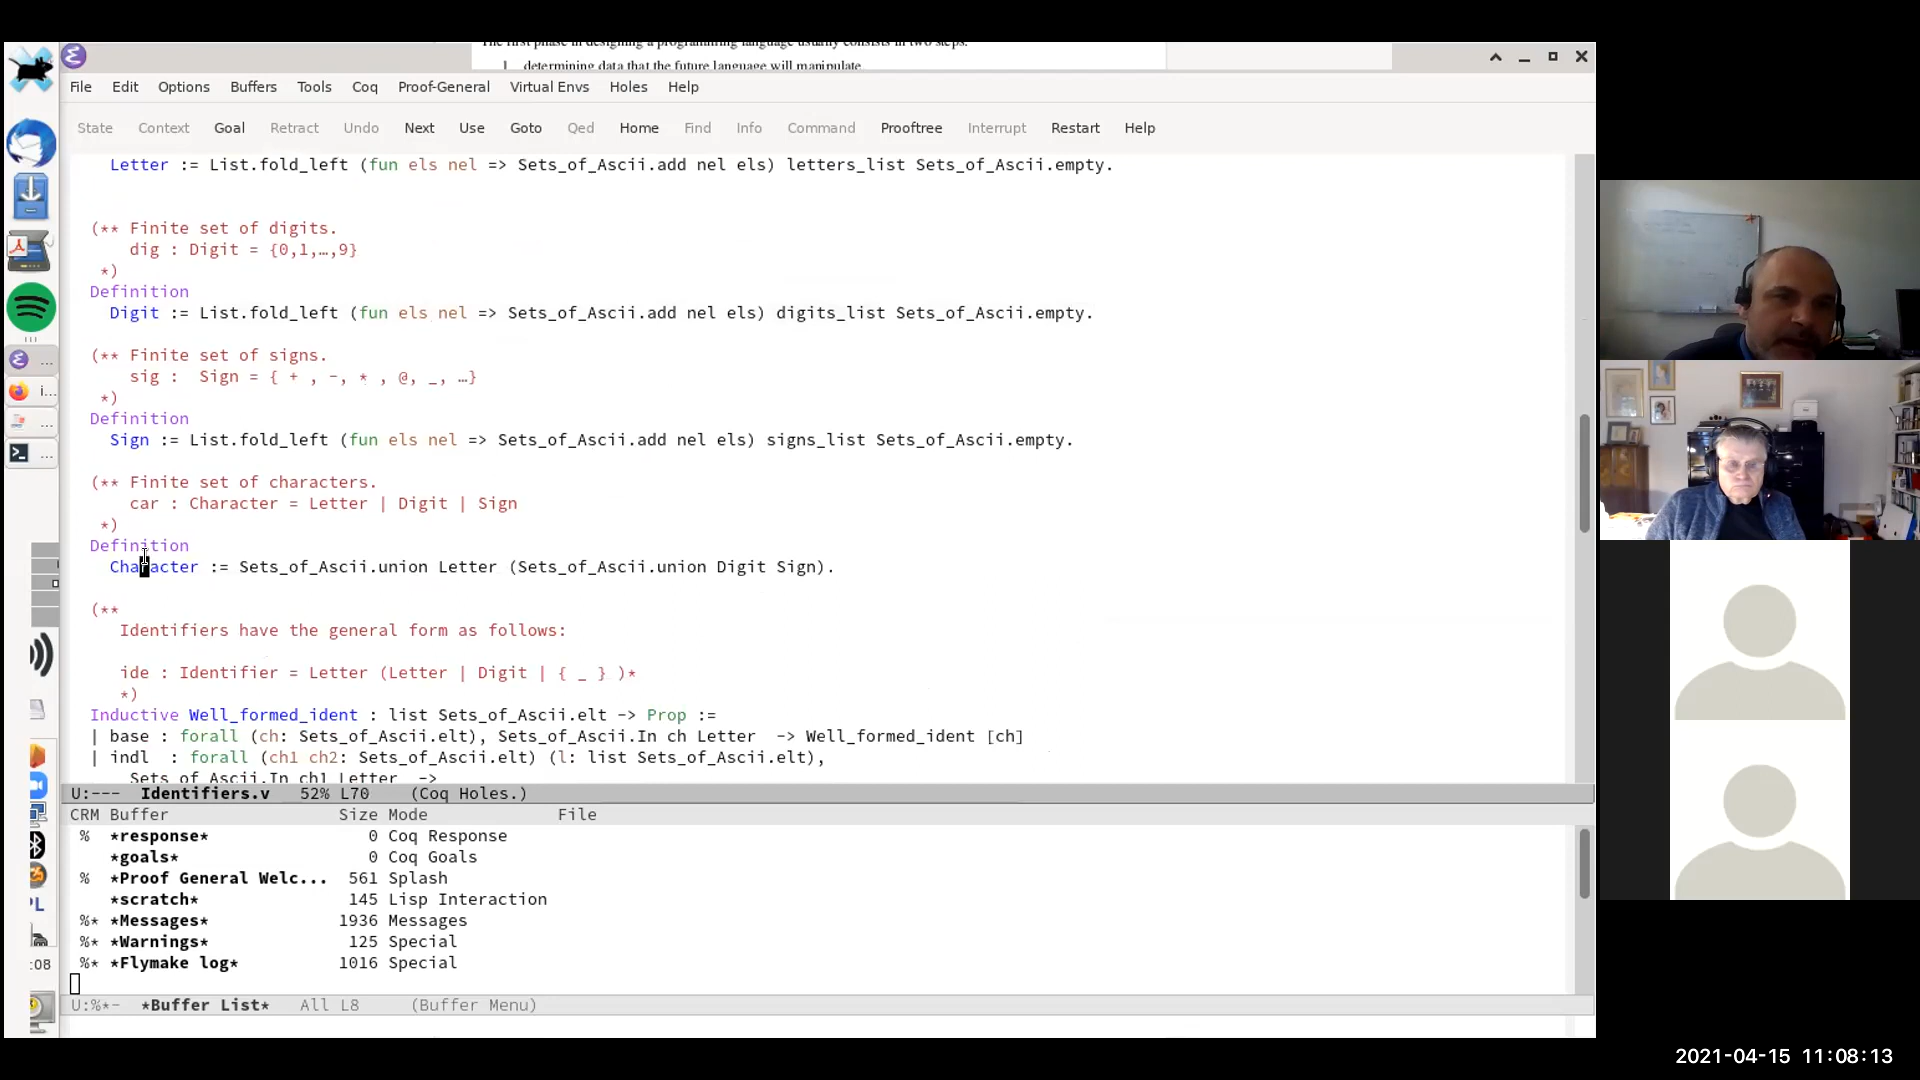 The first phase in designing a programming language usually consists in two steps.
1 determining data that the future language will manipulate
File Edit Options Buffers Tools Coq Proof-General Virtual Envs Holes Help
State Context Goal Retract Undo Next Use Goto Qed Home Find Info Command Prooftree Interrupt Restart Help
Letter := List.fold_left (fun els nel => Sets_of_Ascii.add nel els) letters_list Sets_of_Ascii.empty.
(** Finite set of digits.
dig : Digit = {0,1,…,9}
*)
Definition
Digit := List.fold_left (fun els nel => Sets_of_Ascii.add nel els) digits_list Sets_of_Ascii.empty.
(** Finite set of signs.
sig :  Sign = { + , -, * , @, _, …}
*)
Definition
Sign := List.fold_left (fun els nel => Sets_of_Ascii.add nel els) signs_list Sets_of_Ascii.empty.
(** Finite set of characters.
car : Character = Letter | Digit | Sign
*)
Definition
Character := Sets_of_Ascii.union Letter (Sets_of_Ascii.union Digit Sign).
(**
Identifiers have the general form as follows:
ide : Identifier = Letter (Letter | Digit | { _ } )*
*)
Inductive Well_formed_ident : list Sets_of_Ascii.elt -> Prop :=
| base : forall (ch: Sets_of_Ascii.elt), Sets_of_Ascii.In ch Letter  -> Well_formed_ident [ch]
| indl  : forall (ch1 ch2: Sets_of_Ascii.elt) (l: list Sets_of_Ascii.elt),
Sets_of_Ascii.In ch1 Letter  ->
U:---  Identifiers.v   52% L70    (Coq Holes.)
CRM Buffer Size Mode File
% *response* 0 Coq Response
*goals* 0 Coq Goals
% *Proof General Welc... 561 Splash
*scratch* 145 Lisp Interaction
%* *Messages* 1936 Messages
%* *Warnings* 125 Special
%* *Flymake log* 1016 Special
U:%*-  *Buffer List*   All L8    (Buffer Menu)
...
i...
...
...
PL
:08
2021-04-15 11:08:13